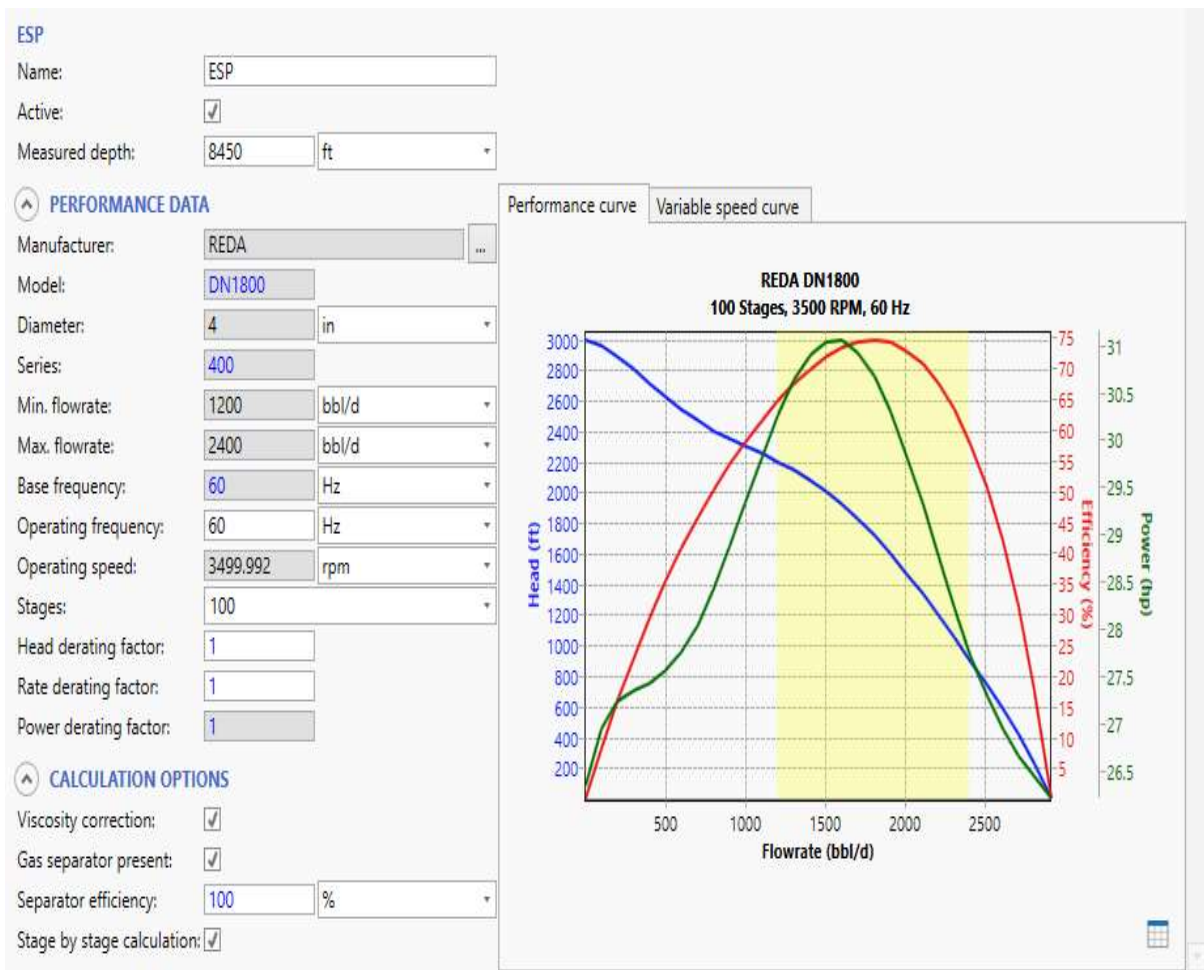 ESP
Name: ESP
Active:
Measured depth: 8450 ft
PERFORMANCE DATA
Manufacturer: REDA ...
Model: DN1800
Diameter: 4 in
Series: 400
Min. flowrate: 1200 bbl/d
Max. flowrate: 2400 bbl/d
Base frequency: 60 Hz
Operating frequency: 60 Hz
Operating speed: 3499.992 rpm
Stages: 100
Head derating factor: 1
Rate derating factor: 1
Power derating factor: 1
CALCULATION OPTIONS
Viscosity correction:
Gas separator present:
Separator efficiency: 100 %
Stage by stage calculation:
Performance curve Variable speed curve
REDA DN1800
100 Stages, 3500 RPM, 60 Hz
Head (ft)
3000
2800
2600
2400
2200
2000
1800
1600
1400
1200
1000
800
600
400
200
75
70
65
60
55
50
45
40
35
30
25
20
15
10
5
Efficiency (%)
31
30.5
30
29.5
29
28.5
28
27.5
27
26.5
Power (hp)
500 1000 1500 2000 2500
Flowrate (bbl/d)